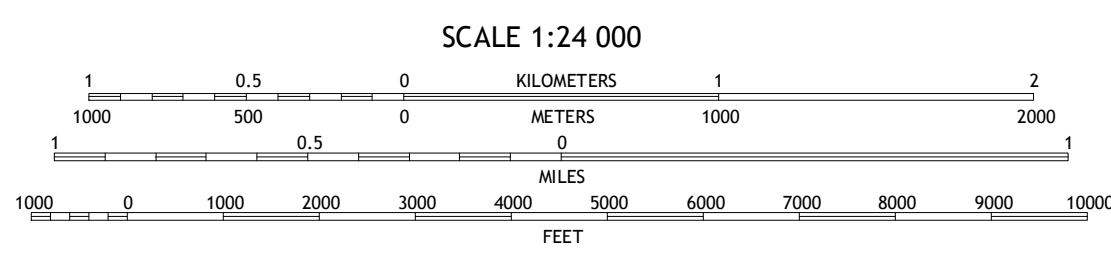 SCALE 1:24 000
1 0.5 0 KILOMETERS 1 2
1000 500 0 METERS 1000 2000
1 0.5 0 1
MILES
1000 0 1000 2000 3000 4000 5000 6000 7000 8000 9000 10000
FEET